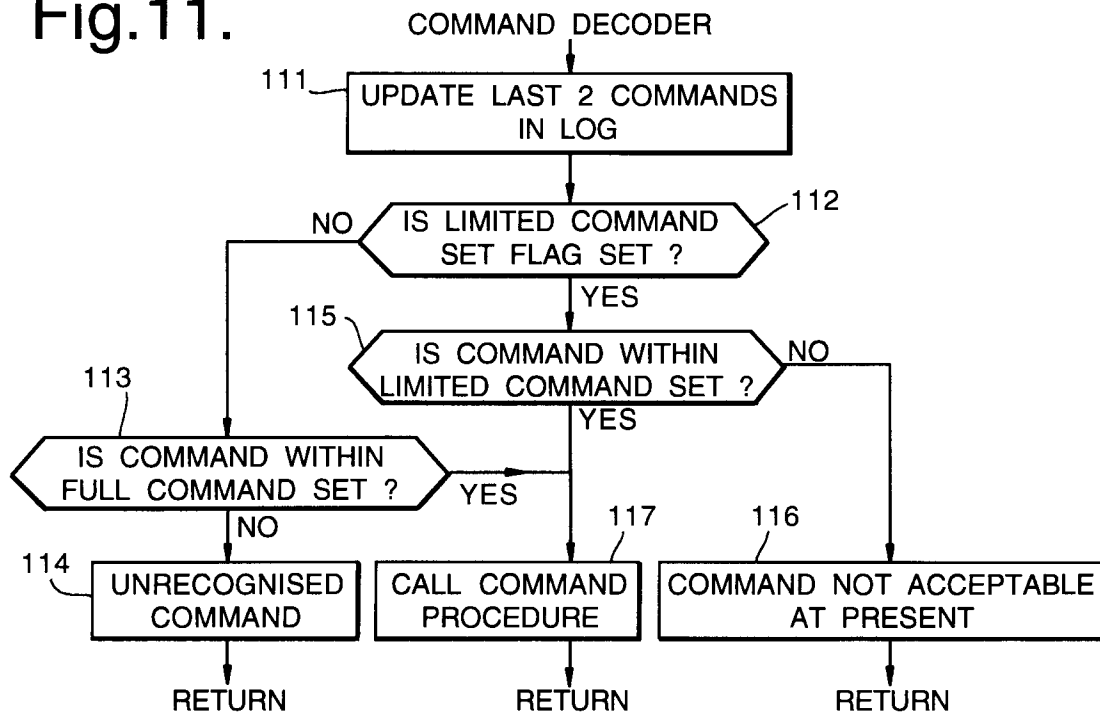 Fig.11.
COMMAND DECODER
111
UPDATE LAST 2 COMMANDS
IN LOG
112
NO
IS LIMITED COMMAND
SET FLAG SET ?
YES
115
IS COMMAND WITHIN
LIMITED COMMAND SET ?
NO
YES
113
IS COMMAND WITHIN
FULL COMMAND SET ?
YES
NO
114
UNRECOGNISED
COMMAND
117
CALL COMMAND
PROCEDURE
116
COMMAND NOT ACCEPTABLE
AT PRESENT
RETURN
RETURN
RETURN